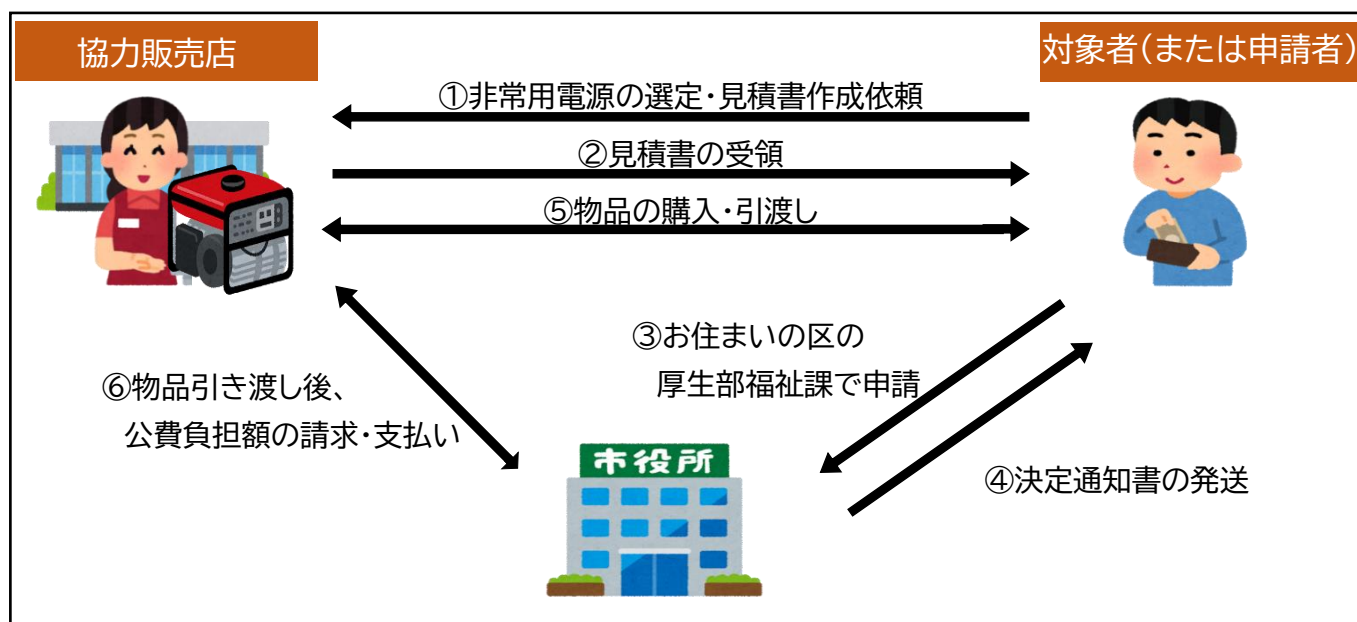 協力販売店
対象者(または申請者)
①非常用電源の選定・見積書作成依頼
②見積書の受領
⑤物品の購入・引渡し
③お住まいの区の
厚生部福祉課で申請
⑥物品引き渡し後、
公費負担額の請求・支払い
市役所
④決定通知書の発送